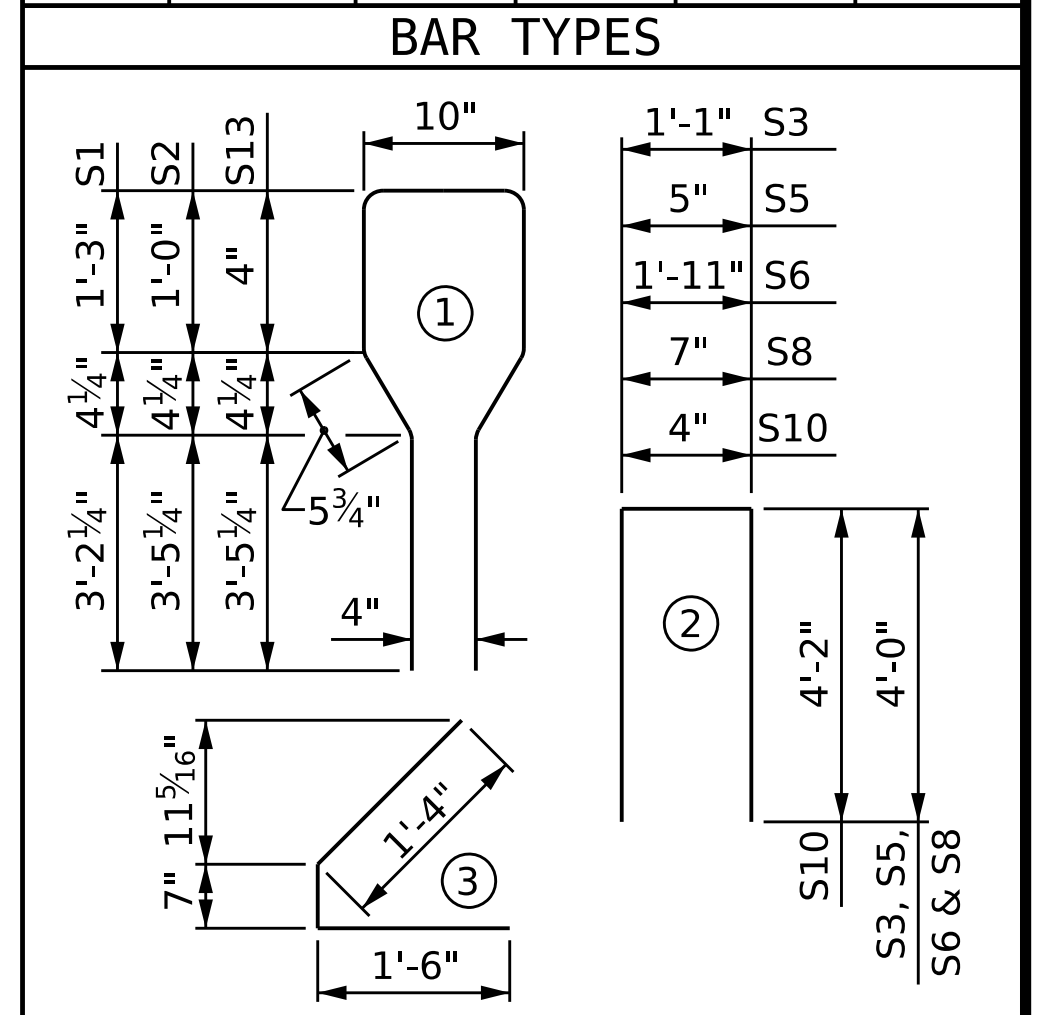 BAR TYPES
10"
S1
S2
S13
1'-3"
1'-0"
4"
4¼"
4¼"
4¼"
3'-2¼"
3'-5¼"
3'-5¼"
1
5¾"
4"
1'-1" S3
5" S5
1'-11" S6
7" S8
4" S10
2
4'-2"
4'-0"
S10
S3, S5,
S6 & S8
11 5⁄16"
7"
1'-4"
3
1'-6"